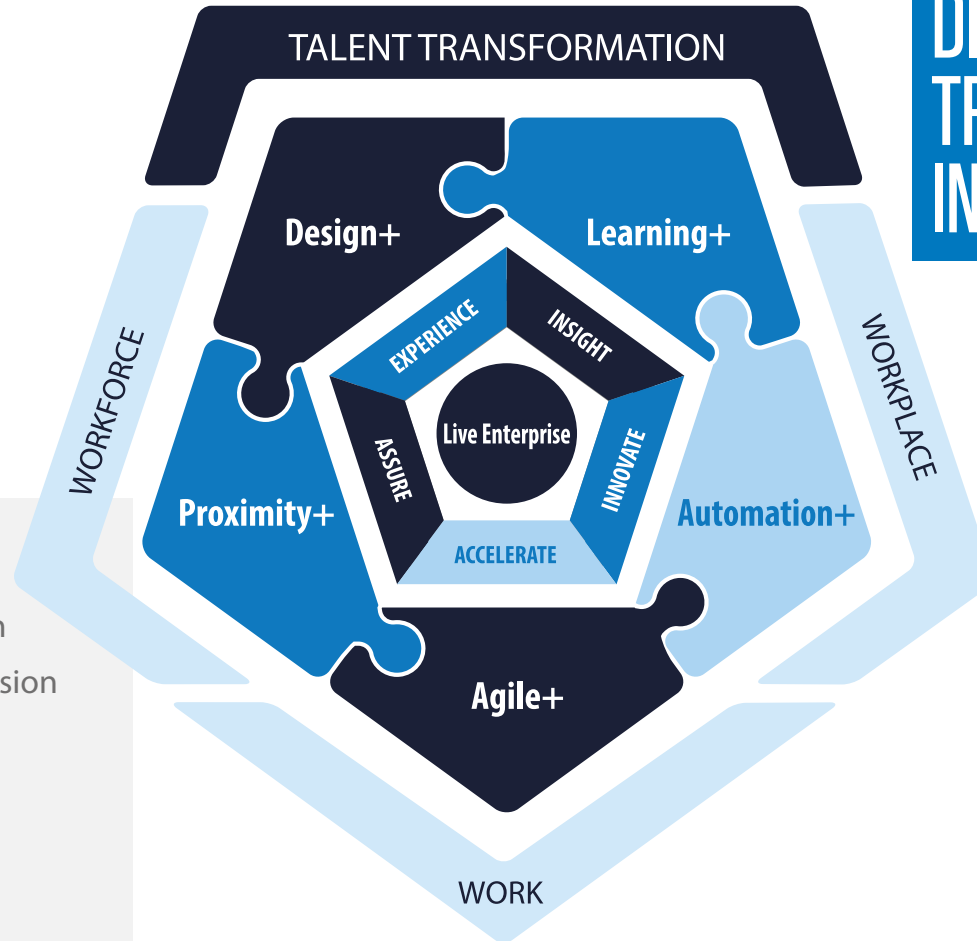 TALENT TRANSFORMATION
Design+
Learning+
EXPERIENCE
INSIGHT
WORKFORCE
WORKPLACE
Live Enterprise
ASSURE
INNOVATE
Proximity+
Automation+
ACCELERATE
Agile+
WORK